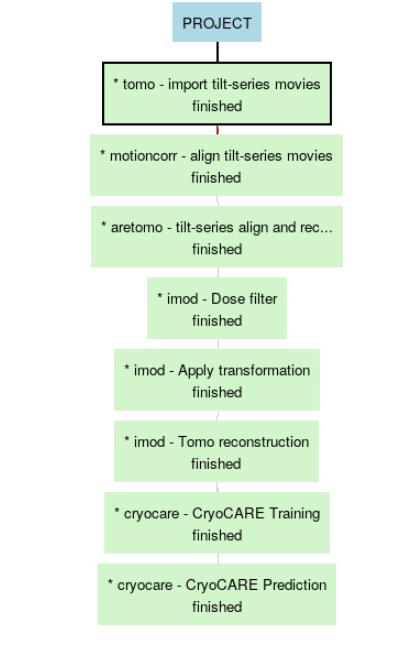 PROJECT
* tomo - import tilt-series movies
finished
* motioncorr - align tilt-series movies
finished
* aretomo - tilt-series align and rec...
finished
* imod - Dose filter
finished
* imod - Apply transformation
finished
* imod - Tomo reconstruction
finished
* cryocare - CryoCARE Training
finished
* cryocare - CryoCARE Prediction
finished